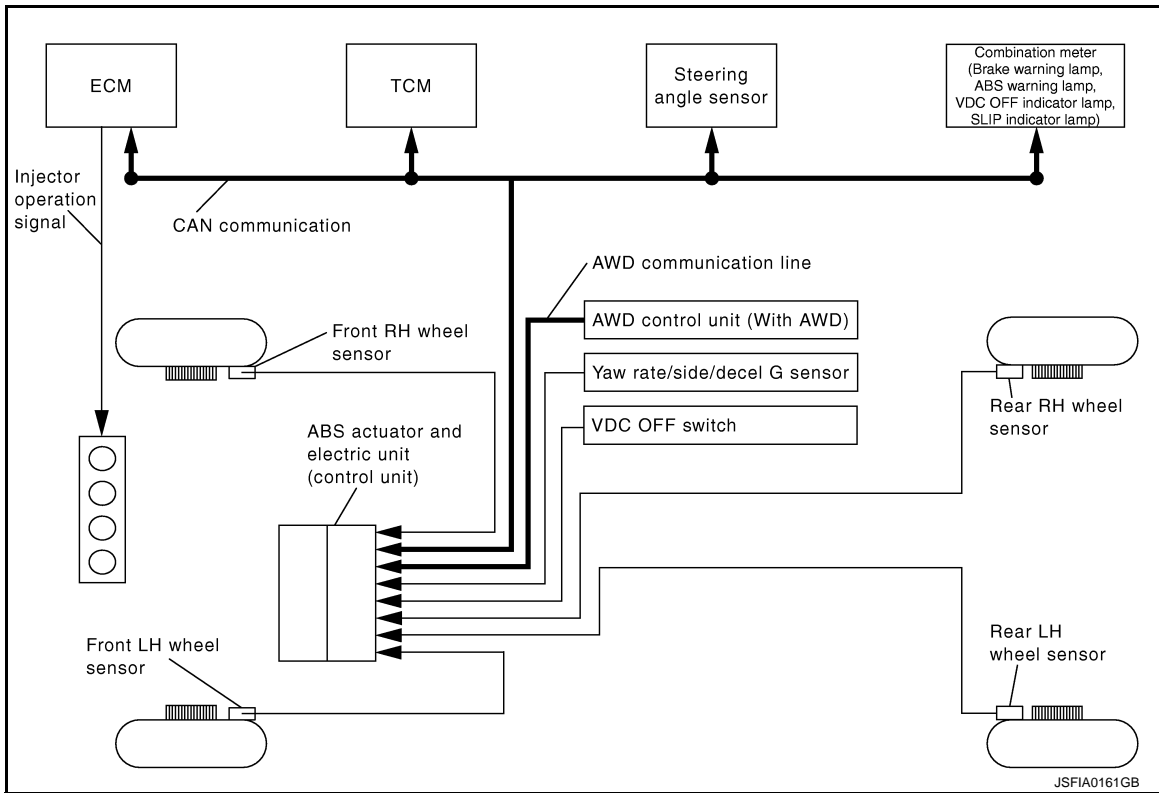 ECM
TCM
Steering
angle sensor
Combination meter
(Brake warning lamp,
ABS warning lamp,
VDC OFF indicator lamp,
SLIP indicator lamp)
Injector
operation
signal
CAN communication
AWD communication line
AWD control unit (With AWD)
Front RH wheel
sensor
Yaw rate/side/decel G sensor
VDC OFF switch
Rear RH wheel
sensor
ABS actuator and
electric unit
(control unit)
Front LH wheel
sensor
Rear LH
wheel sensor
JSFIA0161GB